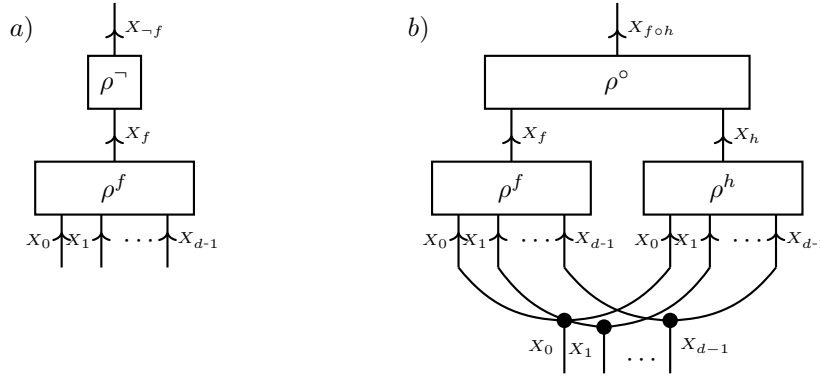 a) X¬f b) Xf∘h
ρ¬ ρ∘
Xf Xf Xh
ρf ρf ρh
X0 X1 ... Xd-1 X0 X1 ... Xd-1 X0 X1 ... Xd-1
X0 X1 ... Xd−1